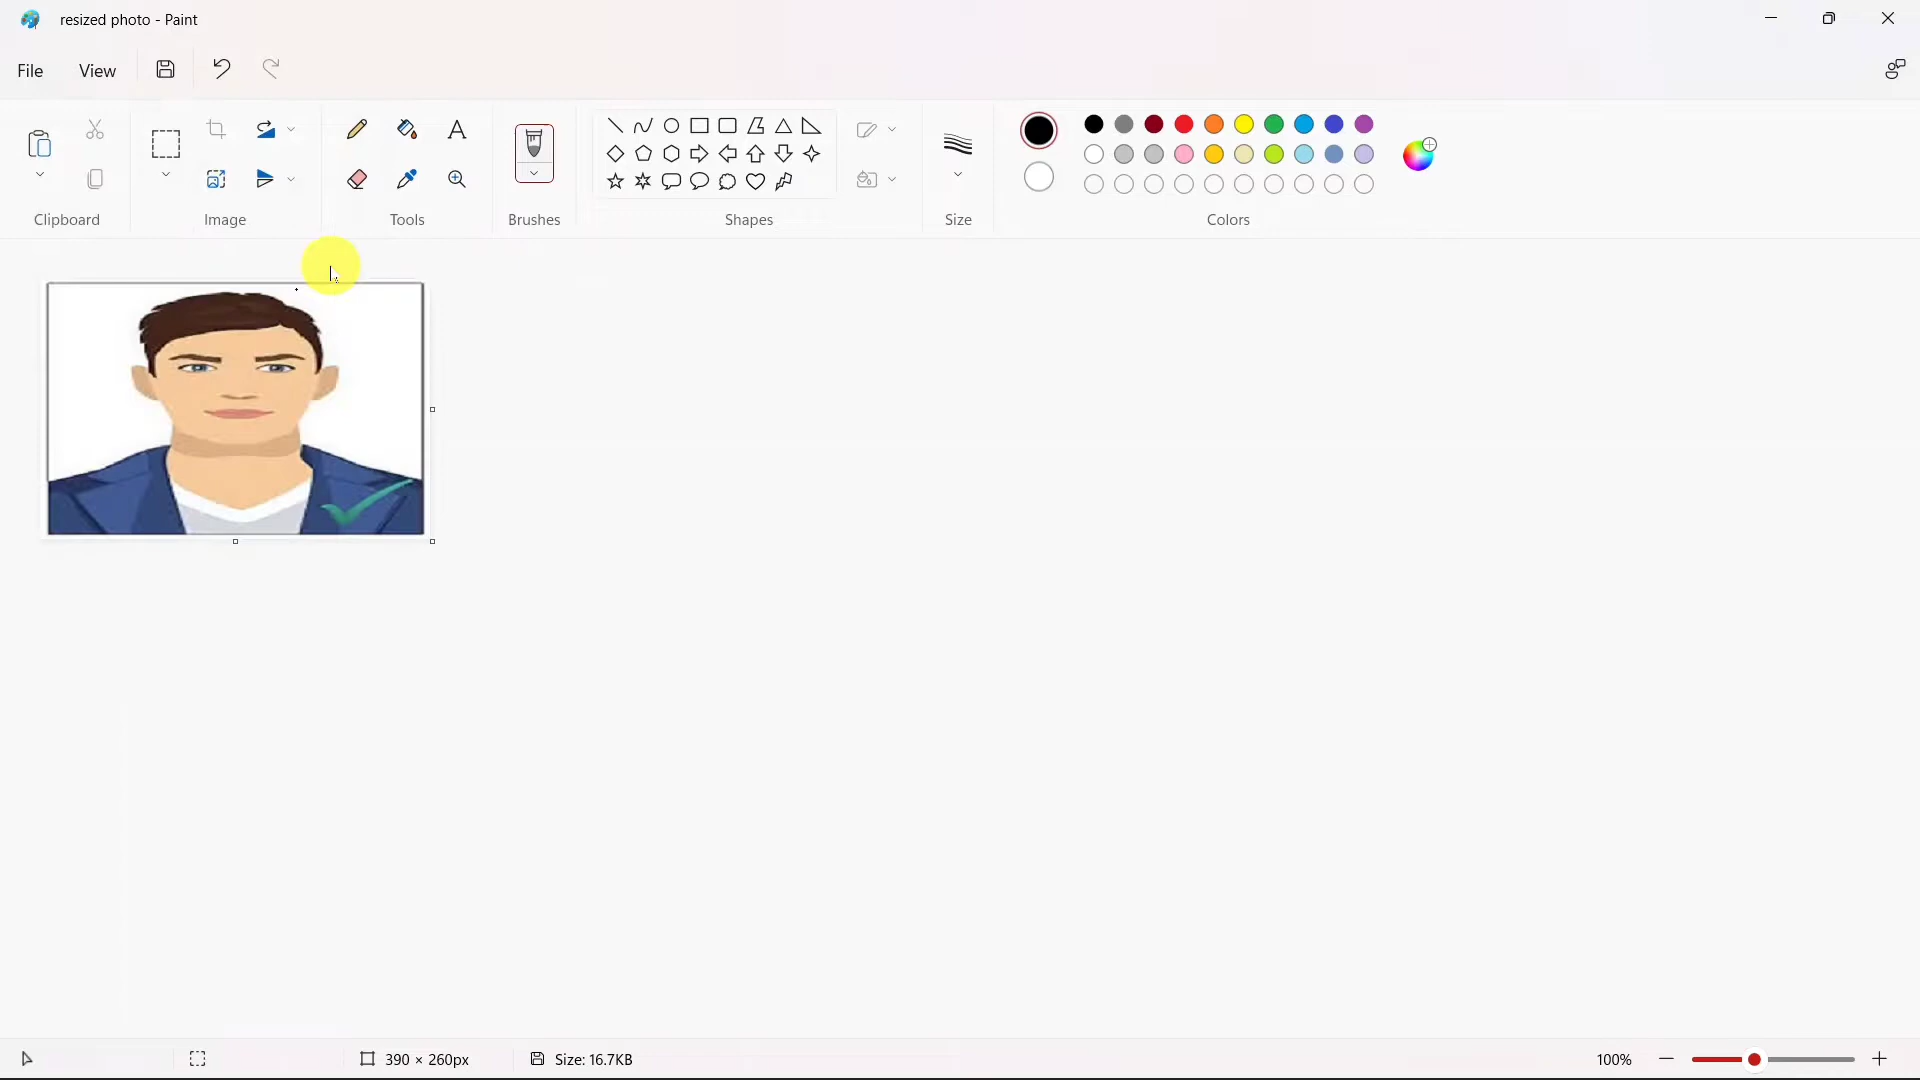 resized photo - Paint
File View
Clipboard
Image
Tools
Brushes
Shapes
Size
Colors
390 × 260px
Size: 16.7KB
100%